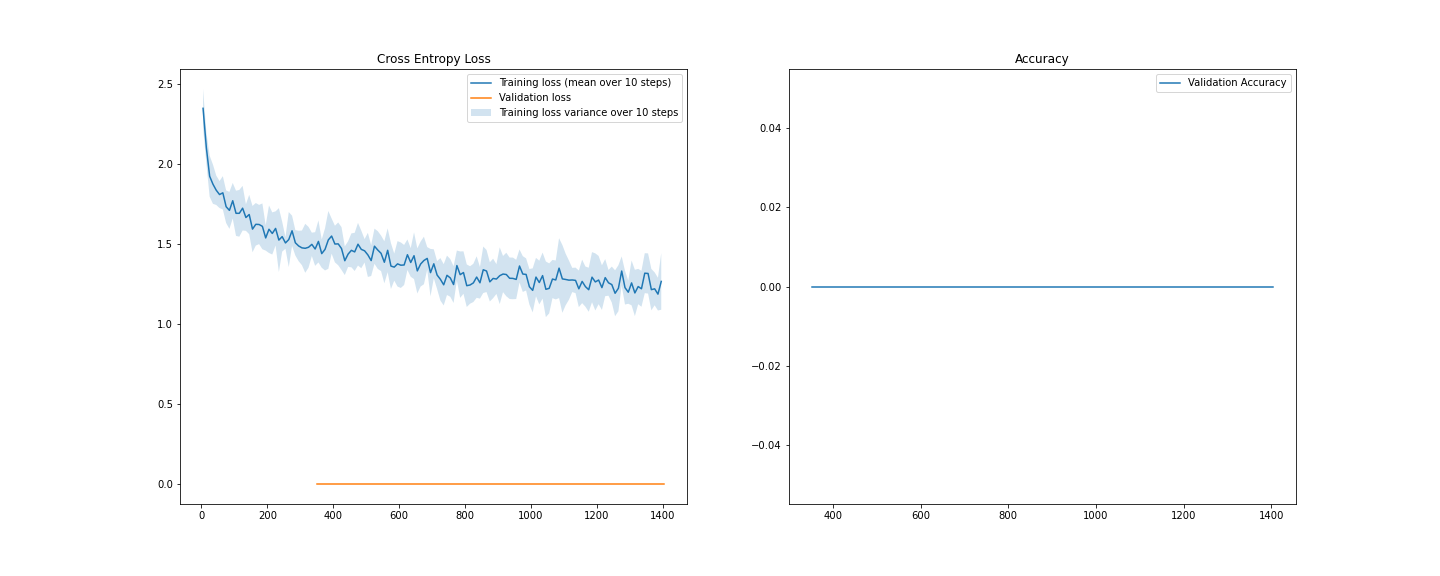 Cross Entropy Loss
Training loss (mean over 10 steps)
Validation loss
Training loss variance over 10 steps
2.5
2.0
1.5
1.0
0.5
0.0
0 200 400 600 800 1000 1200 1400
Accuracy
Validation Accuracy
0.04
0.02
0.00
−0.02
−0.04
400 600 800 1000 1200 1400